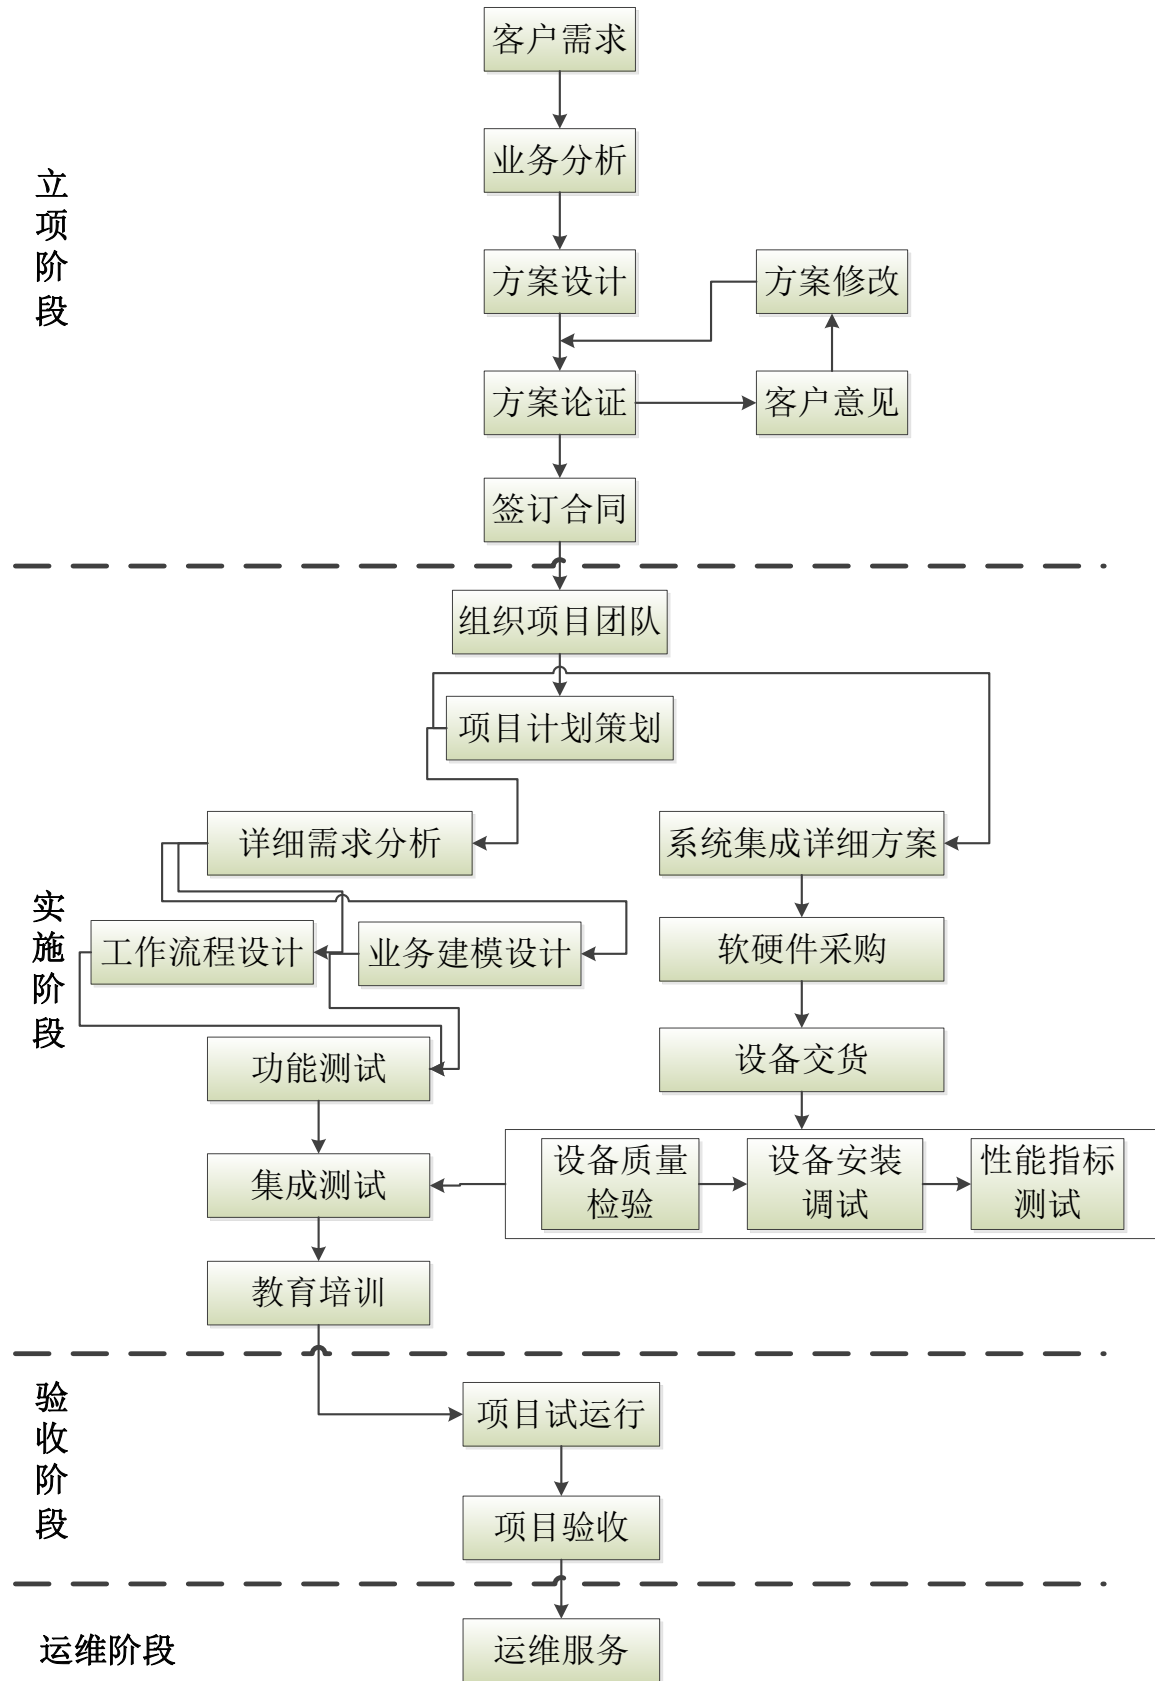 客户需求
业务分析
立项阶段
方案设计
方案修改
方案论证
客户意见
签订合同
组织项目团队
项目计划策划
详细需求分析
系统集成详细方案
实施阶段
工作流程设计
业务建模设计
软硬件采购
功能测试
设备交货
集成测试
设备质量
检验
设备安装
调试
性能指标
测试
教育培训
验收阶段
项目试运行
项目验收
运维阶段
运维服务